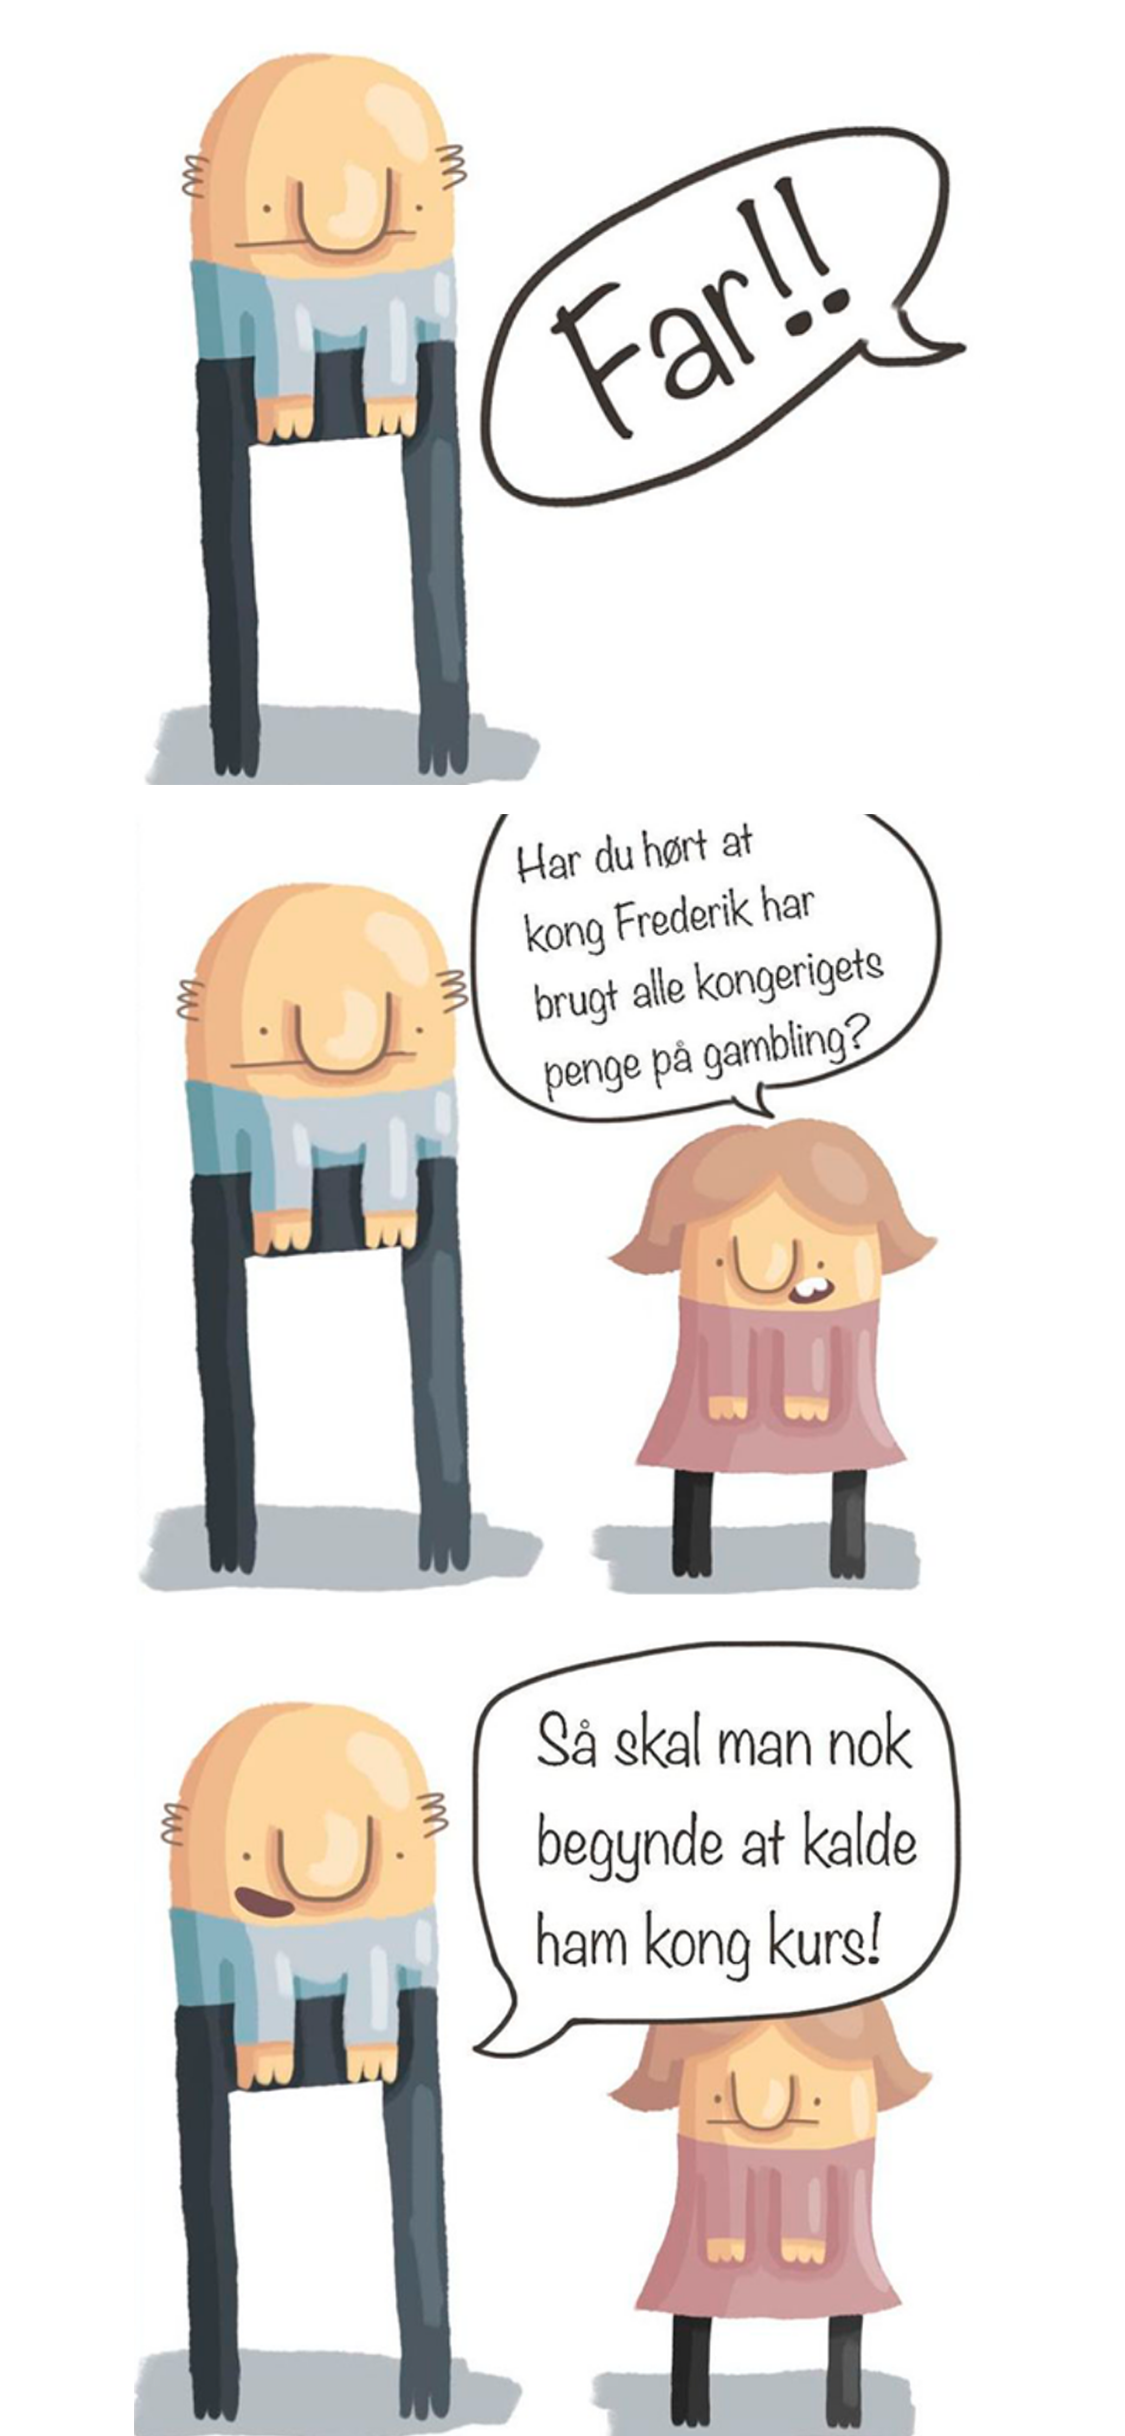 Far!!
Har du hørt at
kong Frederik har
brugt alle kongerigets
penge på gambling?
Så skal man nok
begynde at kalde
ham kong kurs!